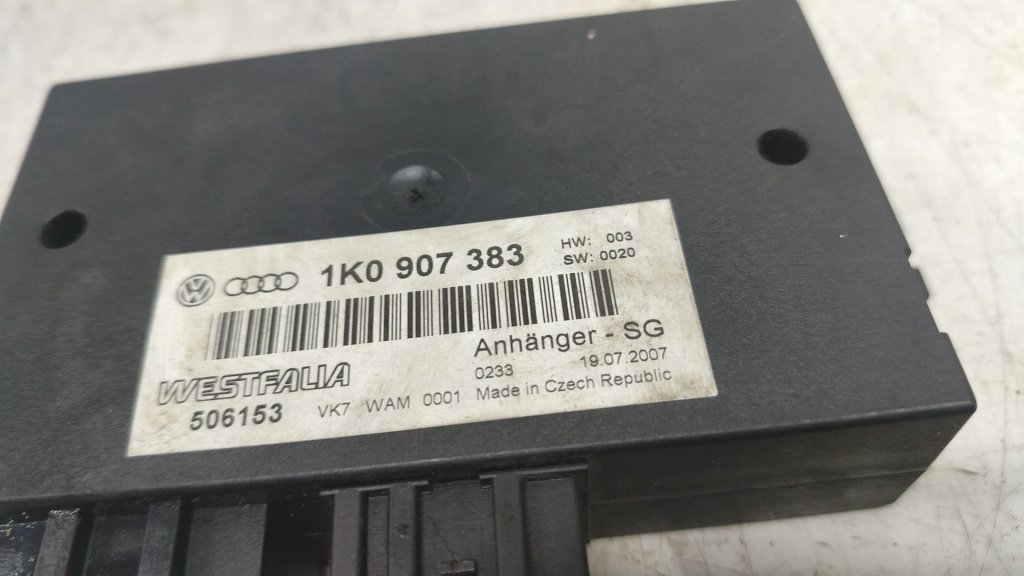 1K0 907 383
HW: 003
SW: 0020
Anhänger - SG
0233 19.07.2007
WESTFALIA
506153 VK7 WAM 0001 Made in Czech Republic